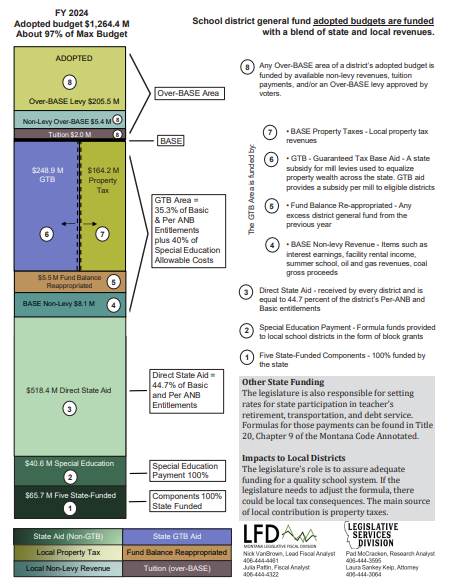 FY 2024
Adopted budget $1,264.4 M
About 97% of Max Budget
School district general fund adopted budgets are funded
with a blend of state and local revenues.
ADOPTED
8
Over-BASE Levy $205.5 M
Non-Levy Over-BASE $5.4 M 8
Tuition $2.0 M 8
Over-BASE Area
BASE
$248.9 M
GTB
$164.2 M
Property
Tax
6
7
GTB Area =
35.3% of Basic
& Per ANB
Entitlements
plus 40% of
Special Education
Allowable Costs
$5.5 M Fund Balance
Reappropriated
5
BASE Non-Levy $8.1 M 4
$518.4 M Direct State Aid
3
Direct State Aid =
44.7% of Basic
and Per ANB
Entitlements
$40.6 M Special Education
2
Special Education
Payment 100%
$65.7 M Five State-Funded
1
Components 100%
State Funded
8 Any Over-BASE area of a district's adopted budget is
funded by available non-levy revenues, tuition
payments, and/or an Over-BASE levy approved by
voters.
The GTB Area is funded by:
7 • BASE Property Taxes - Local property tax
revenues
6 • GTB - Guaranteed Tax Base Aid - A state
subsidy for mill levies used to equalize
property wealth across the state. GTB aid
provides a subsidy per mill to eligible districts
5 • Fund Balance Re-appropriated - Any
excess district general fund from the
previous year
4 • BASE Non-levy Revenue - Items such as
interest earnings, facility rental income,
summer school, oil and gas revenues, coal
gross proceeds
3 Direct State Aid - received by every district and is
equal to 44.7 percent of the district's Per-ANB and
Basic entitlements
2 Special Education Payment - Formula funds provided
to local school districts in the form of block grants
1 Five State-Funded Components - 100% funded by
the state
Other State Funding
The legislature is also responsible for setting
rates for state participation in teacher's
retirement, transportation, and debt service.
Formulas for those payments can be found in Title
20, Chapter 9 of the Montana Code Annotated.
Impacts to Local Districts
The legislature's role is to assure adequate
funding for a quality school system. If the
legislature needs to adjust the formula, there
could be local tax consequences. The main source
of local contribution is property taxes.
State Aid (Non-GTB)
State GTB Aid
Local Property Tax
Fund Balance Reappropriated
Local Non-Levy Revenue
Tuition (over-BASE)
LFD
MONTANA LEGISLATIVE FISCAL DIVISION
Nick VanBrown, Lead Fiscal Analyst
406-444-4461
Julia Pattin, Fiscal Analyst
406-444-4322
LEGISLATIVE
SERVICES
DIVISION
Pad McCracken, Research Analyst
406-444-3595
Laura Sankey Keip, Attorney
406-444-3064